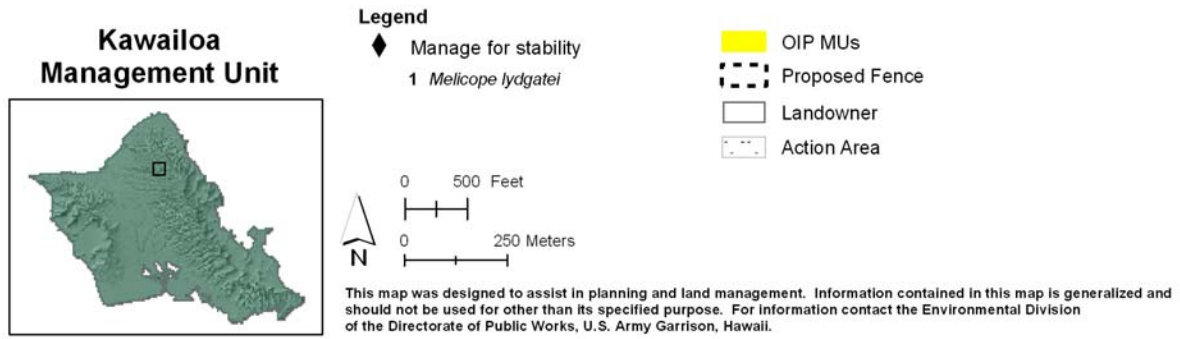 Kawailoa
Management Unit
Legend
Manage for stability
1 Melicope lydgatei
OIP MUs
Proposed Fence
Landowner
Action Area
0 500 Feet
0 250 Meters
N
This map was designed to assist in planning and land management. Information contained in this map is generalized and
should not be used for other than its specified purpose. For information contact the Environmental Division
of the Directorate of Public Works, U.S. Army Garrison, Hawaii.